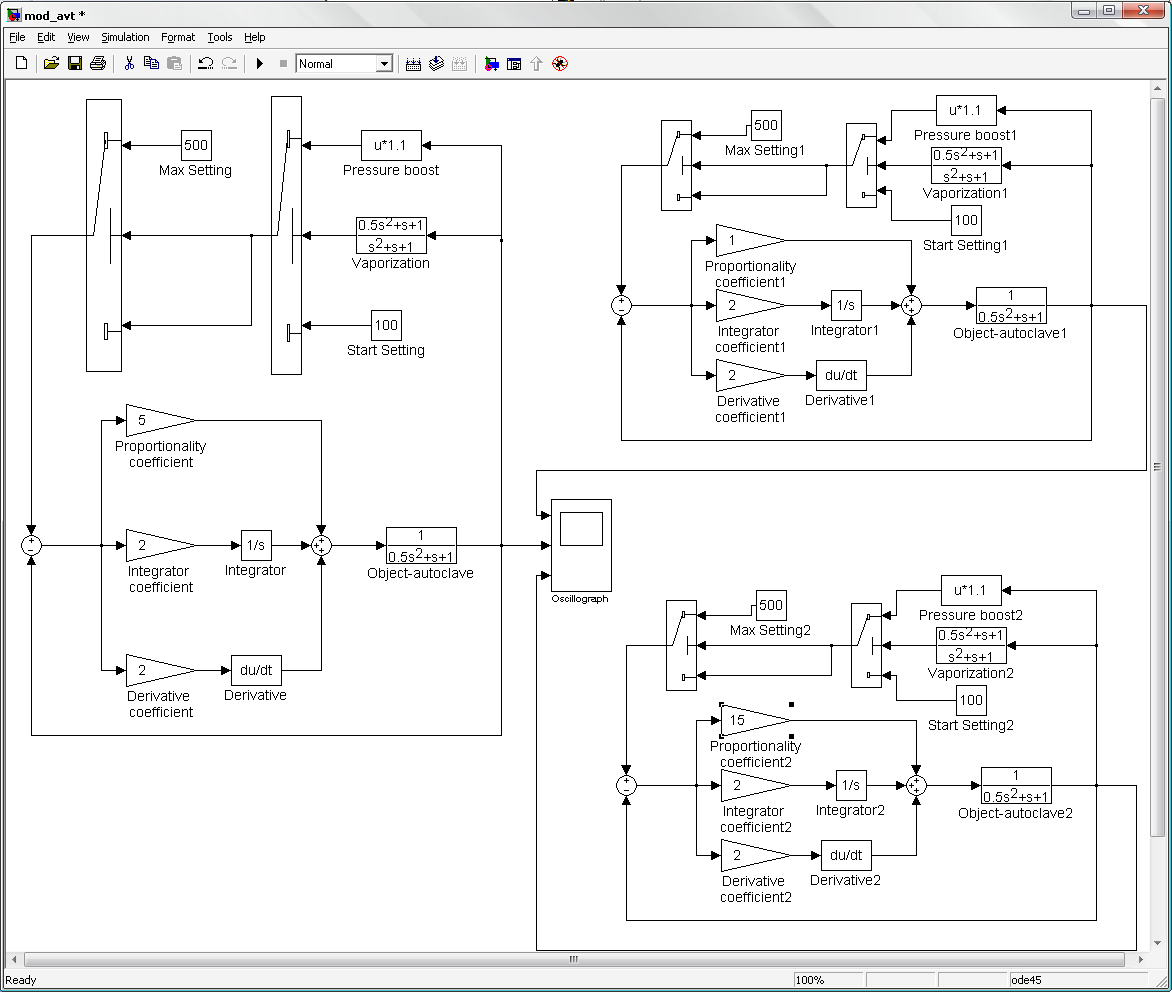 mod_avt *
File Edit View Simulation Format Tools Help
Normal
500
Max Setting
u*1.1
Pressure boost
0.5s2+s+1
s2+s+1
Vaporization
100
Start Setting
5
Proportionality
coefficient
+
-
2
Integrator
coefficient
1/s
Integrator
+
+
+
1
0.5s2+s+1
Object-autoclave
2
Derivative
coefficient
du/dt
Derivative
500
Max Setting1
u*1.1
Pressure boost1
0.5s2+s+1
s2+s+1
Vaporization1
100
Start Setting1
1
Proportionality
coefficient1
+
-
2
Integrator
coefficient1
1/s
Integrator1
+
+
+
1
0.5s2+s+1
Object-autoclave1
2
Derivative
coefficient1
du/dt
Derivative1
Oscillograph
500
Max Setting2
u*1.1
Pressure boost2
0.5s2+s+1
s2+s+1
Vaporization2
100
Start Setting2
15
Proportionality
coefficient2
+
-
2
Integrator
coefficient2
1/s
Integrator2
+
+
+
1
0.5s2+s+1
Object-autoclave2
2
Derivative
coefficient2
du/dt
Derivative2
Ready
100%
ode45